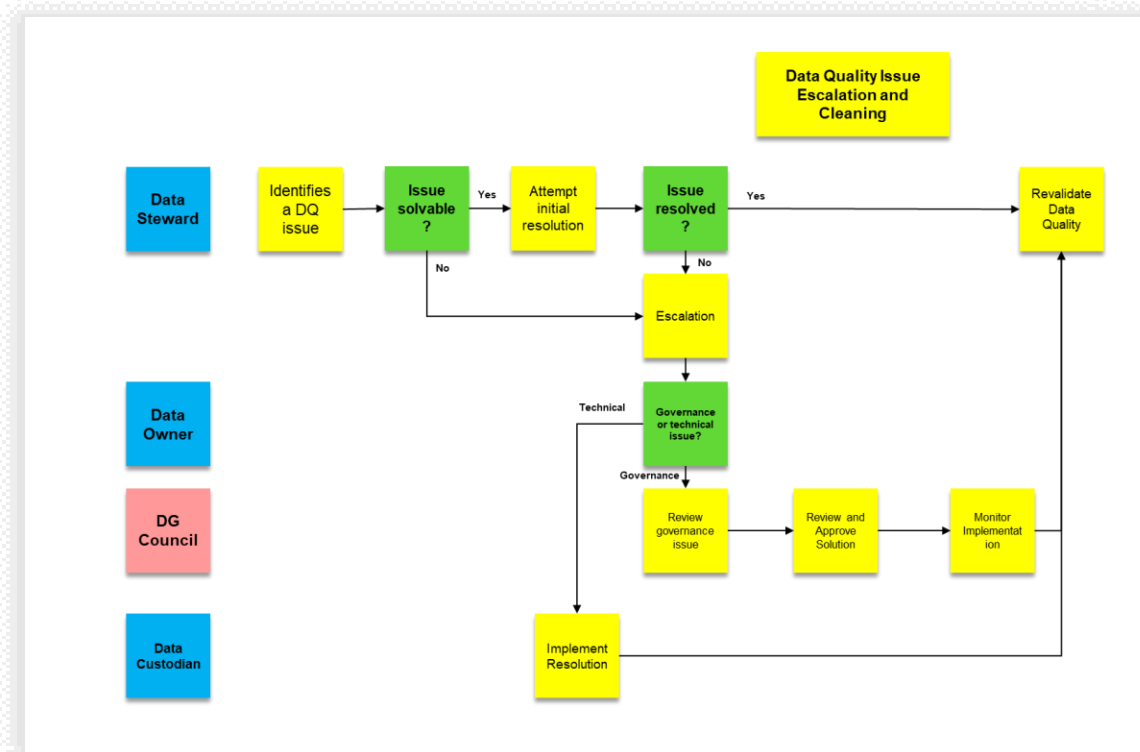 Data Quality Issue
Escalation and
Cleaning
Data
Steward
Identifies
a DQ
issue
Issue
solvable
?
Yes
Attempt
initial
resolution
Issue
resolved
?
Yes
Revalidate
Data
Quality
No
No
Escalation
Data
Owner
Technical
Governance
or technical
issue?
Governance
DG
Council
Review
governance
issue
Review and
Approve
Solution
Monitor
Implementat
ion
Data
Custodian
Implement
Resolution